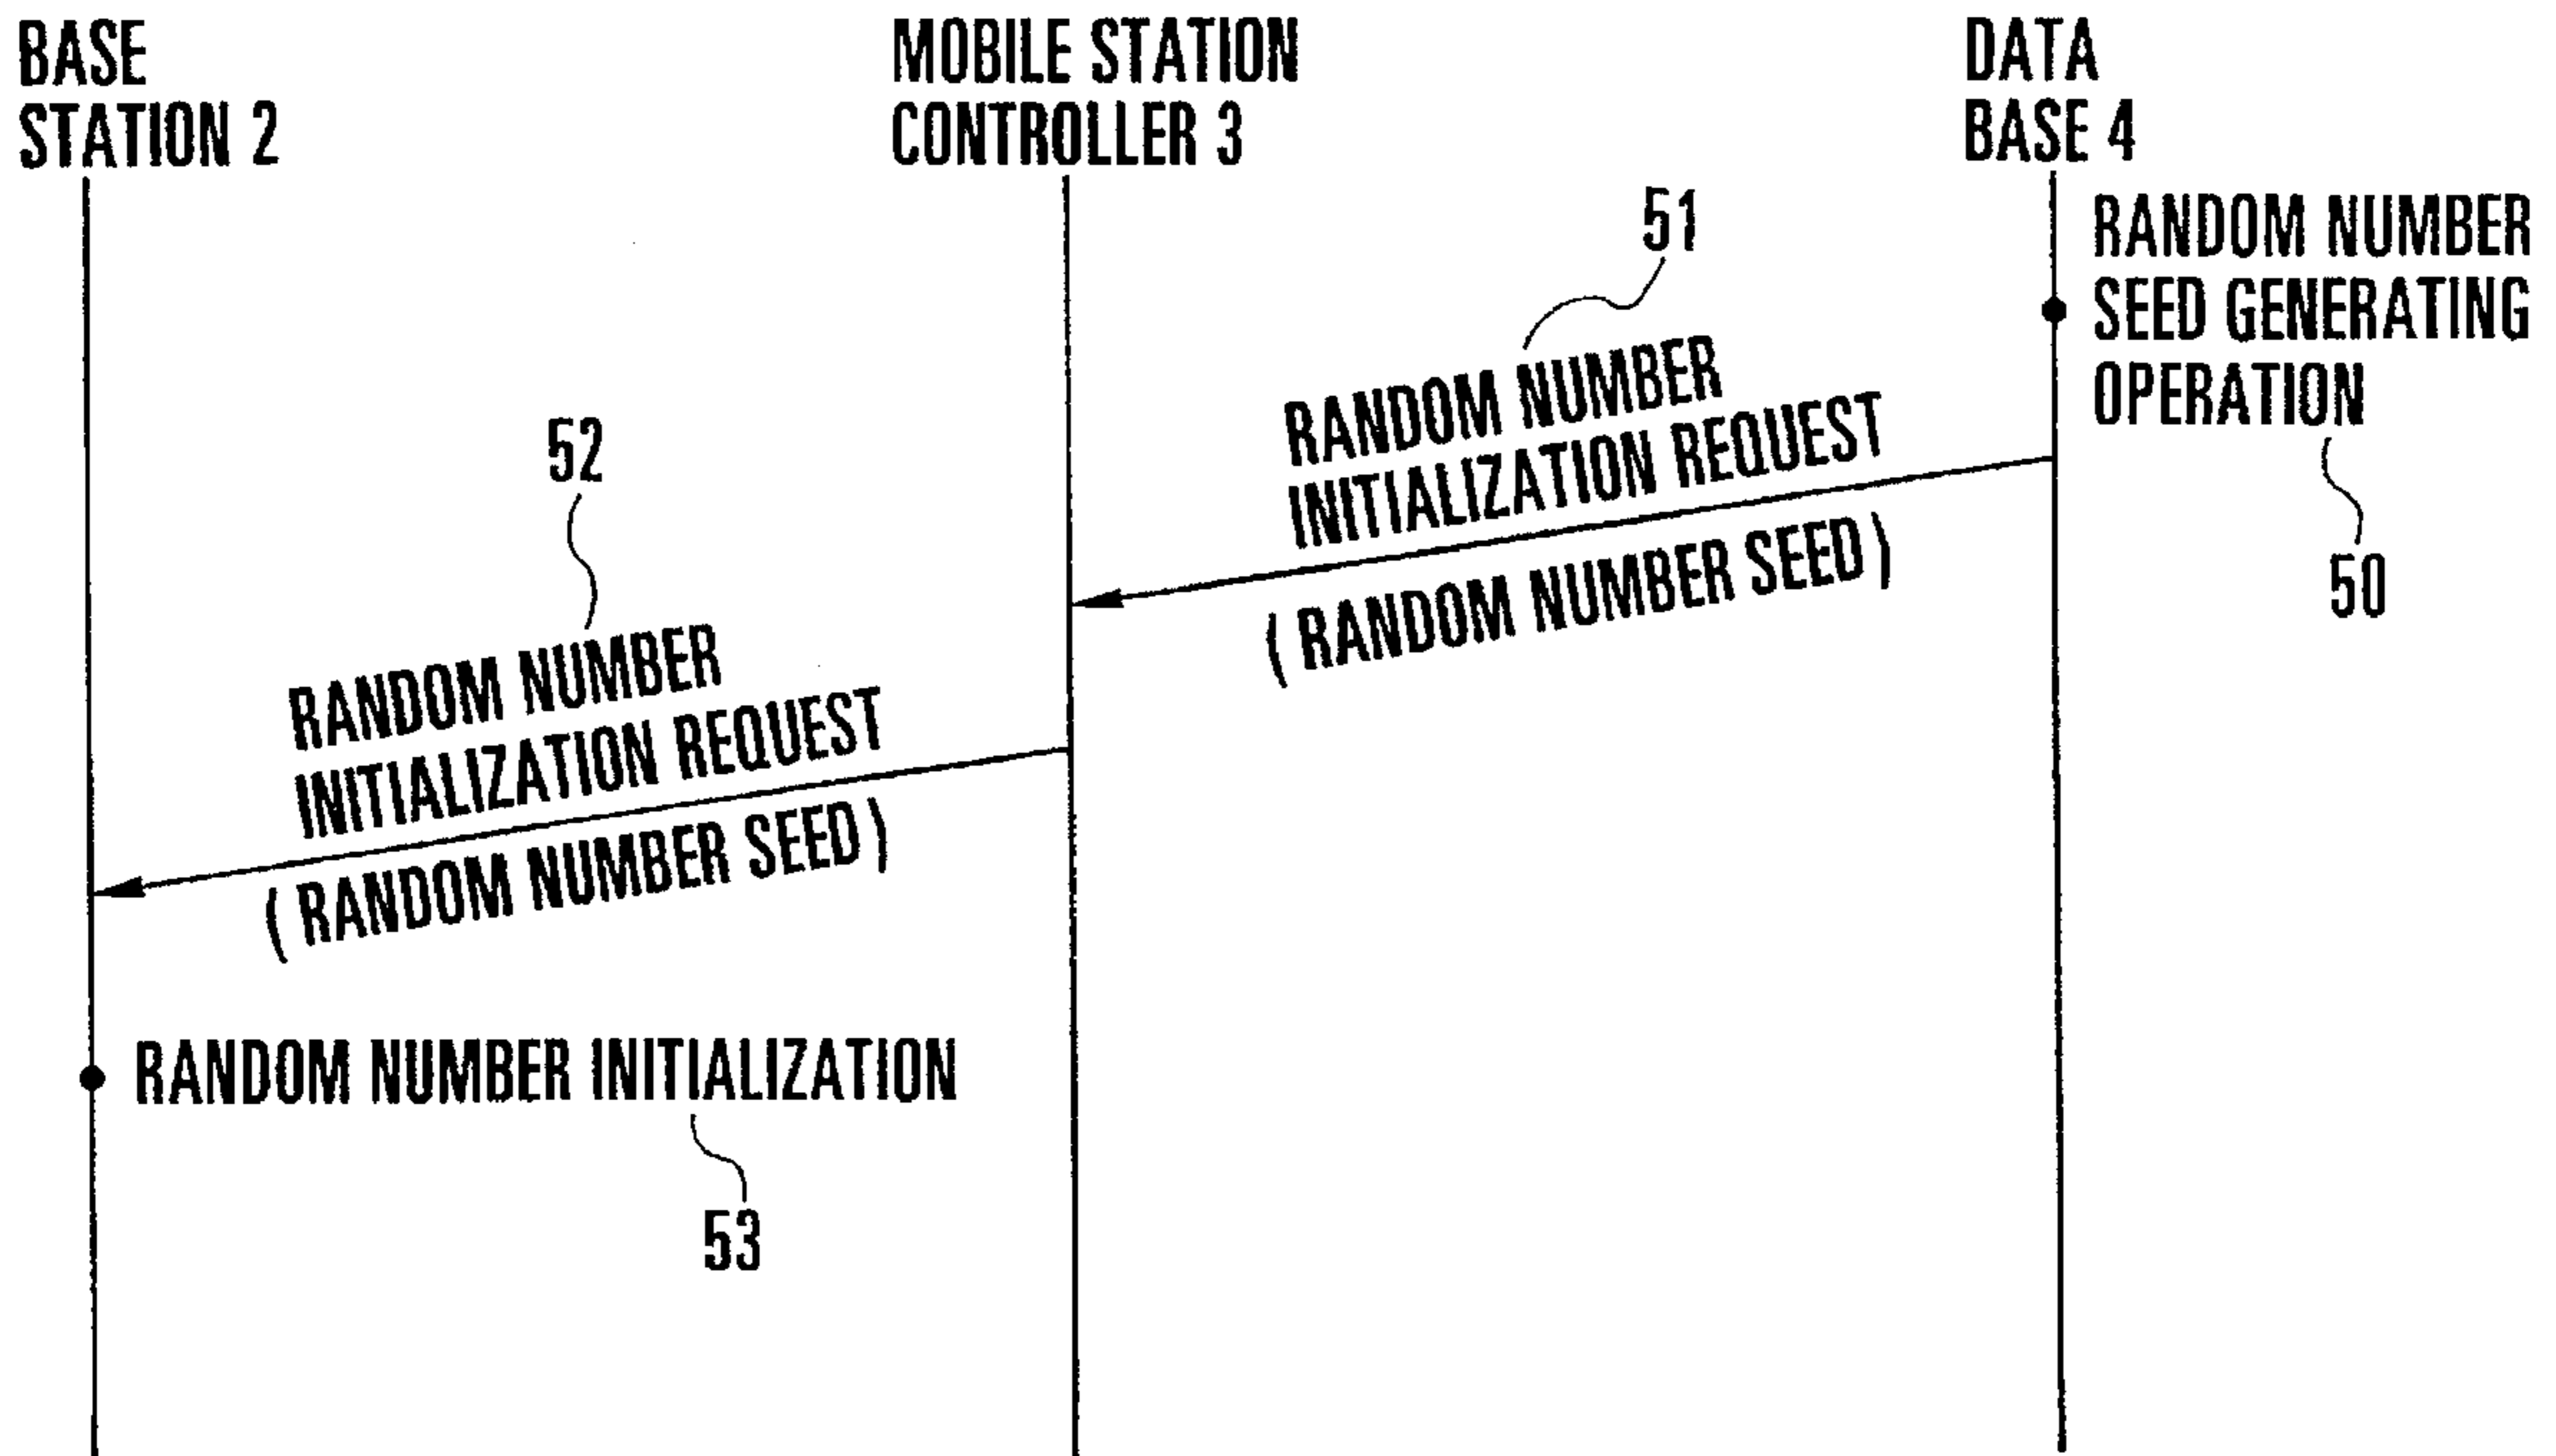 BASE
STATION 2
MOBILE STATION
CONTROLLER 3
DATA
BASE 4
RANDOM NUMBER
SEED GENERATING
OPERATION
50
51
RANDOM NUMBER
INITIALIZATION REQUEST
( RANDOM NUMBER SEED )
52
RANDOM NUMBER
INITIALIZATION REQUEST
( RANDOM NUMBER SEED )
RANDOM NUMBER INITIALIZATION
53